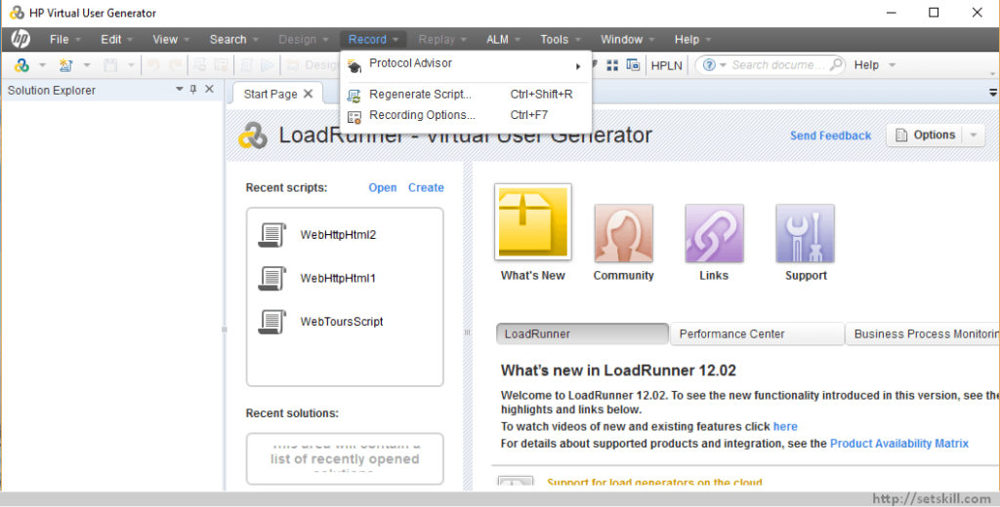 HP Virtual User Generator
hp File Edit View Search Design Record Replay ALM Tools Window Help
Design HPLN Search docume... Help
Protocol Advisor
Regenerate Script... Ctrl+Shift+R
Recording Options... Ctrl+F7
Solution Explorer
Start Page
LoadRunner - Virtual User Generator
Send Feedback
Options
Recent scripts: Open Create
WebHttpHtml2
WebHttpHtml1
WebToursScript
Recent solutions:
This area will contain a
list of recently opened
solutions
What's New
Community
Links
Support
LoadRunner
Performance Center
Business Process Monitorin
What's new in LoadRunner 12.02
Welcome to LoadRunner 12.02. To see the new functionality introduced in this version, see the
highlights and links below.
To watch videos of new and existing features click here
For details about supported products and integration, see the Product Availability Matrix
Support for load generators on the cloud
http://setskill.com